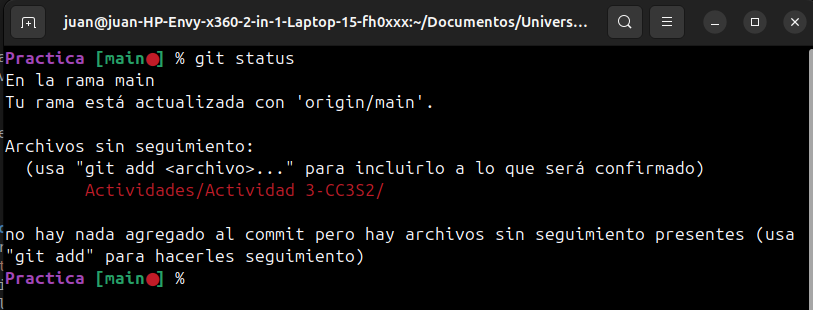 juan@juan-HP-Envy-x360-2-in-1-Laptop-15-fh0xxx:~/Documentos/Univers...
Practica [main●] % git status
En la rama main
Tu rama está actualizada con 'origin/main'.
Archivos sin seguimiento:
(usa "git add <archivo>..." para incluirlo a lo que será confirmado)
Actividades/Actividad 3-CC3S2/
no hay nada agregado al commit pero hay archivos sin seguimiento presentes (usa
"git add" para hacerles seguimiento)
Practica [main●] %